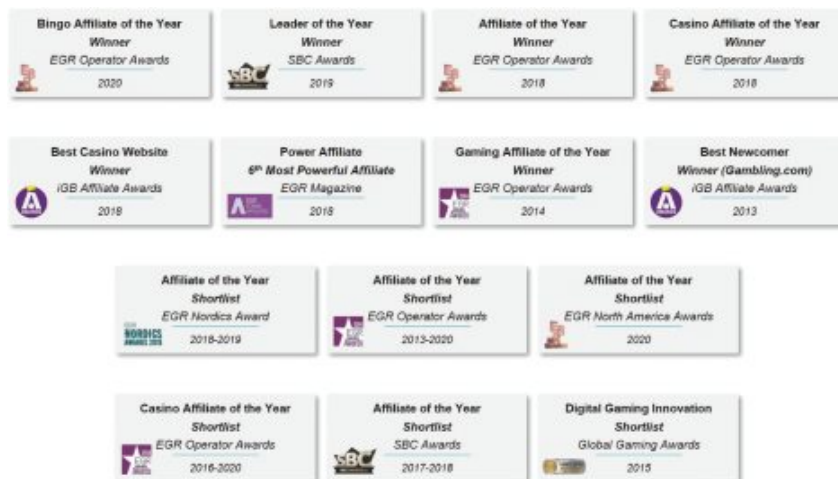 Bingo Affiliate of the Year
Winner
EGR Operator Awards
2020
Leader of the Year
Winner
SBC Awards
SBC
2019
Affiliate of the Year
Winner
EGR Operator Awards
2018
Casino Affiliate of the Year
Winner
EGR Operator Awards
2018
Best Casino Website
Winner
iGB Affiliate Awards
2018
Power Affiliate
6th Most Powerful Affiliate
EGR Magazine
2018
Gaming Affiliate of the Year
Winner
EGR Operator Awards
2014
Best Newcomer
Winner (Gambling.com)
iGB Affiliate Awards
2013
Affiliate of the Year
Shortlist
EGR Nordics Award
NORDICS
2018-2019
Affiliate of the Year
Shortlist
EGR Operator Awards
2013-2020
Affiliate of the Year
Shortlist
EGR North America Awards
2020
Casino Affiliate of the Year
Shortlist
EGR Operator Awards
2016-2020
Affiliate of the Year
Shortlist
SBC Awards
SBC
2017-2018
Digital Gaming Innovation
Shortlist
Global Gaming Awards
2015